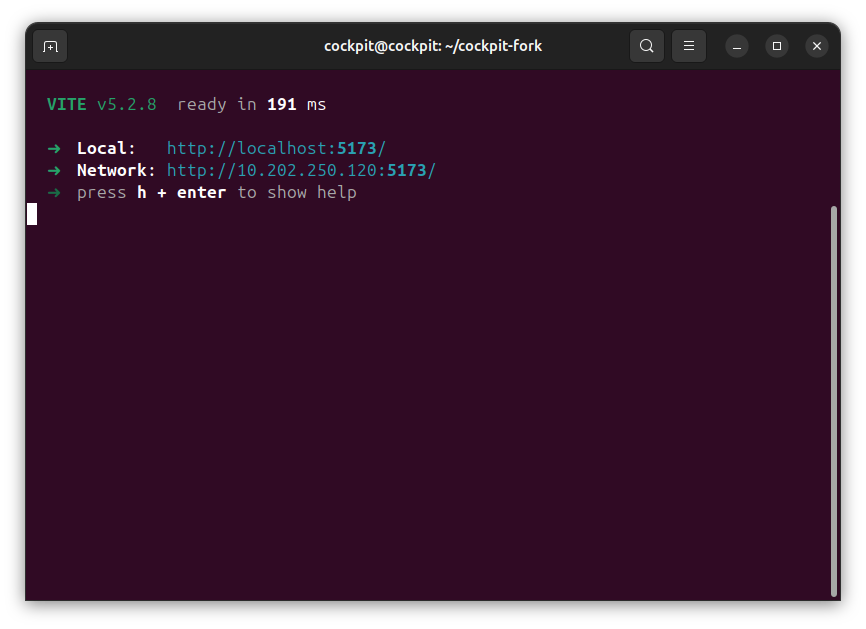 cockpit@cockpit: ~/cockpit-fork
VITE v5.2.8  ready in 191 ms
➜  Local:   http://localhost:5173/
➜  Network: http://10.202.250.120:5173/
➜  press h + enter to show help